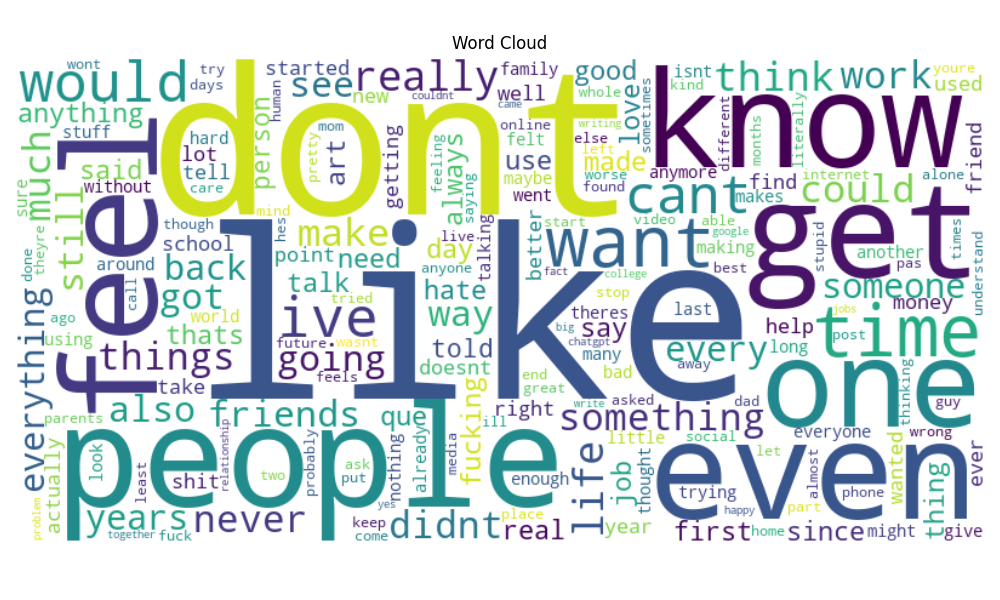 Word Cloud
wont try started really family good isnt think work youre
would days human see new couldnt well whole kind used
anything dont came love sometimes know
stuff hard person pretty mom art getting online writing different months literally
said lot tell feeling always felt else left made anymore friend
sure much without care use maybe worse cant find internet alone
they're still feel though mind hes saying went found makes could
school make day live talking start video able google stupid another times
done around point need anyone better want making best pas understand
everything back call talk hate fact college get someone
ago got world tried like way stop last money
using thats live wasnt theres big say help post jobs time
things future going told chatgpt many every long
take feels doesnt end great bad away one thinking guy
parents also friends que fucking right write asked dad something
people already ill little social everyone wrong
actually look relationship probably ask nothing media enough life job thought let even almost wanted ever
least shit two put yes trying phone thing
problem years never keep didnt place real year happy part
together fuck come first home since might give